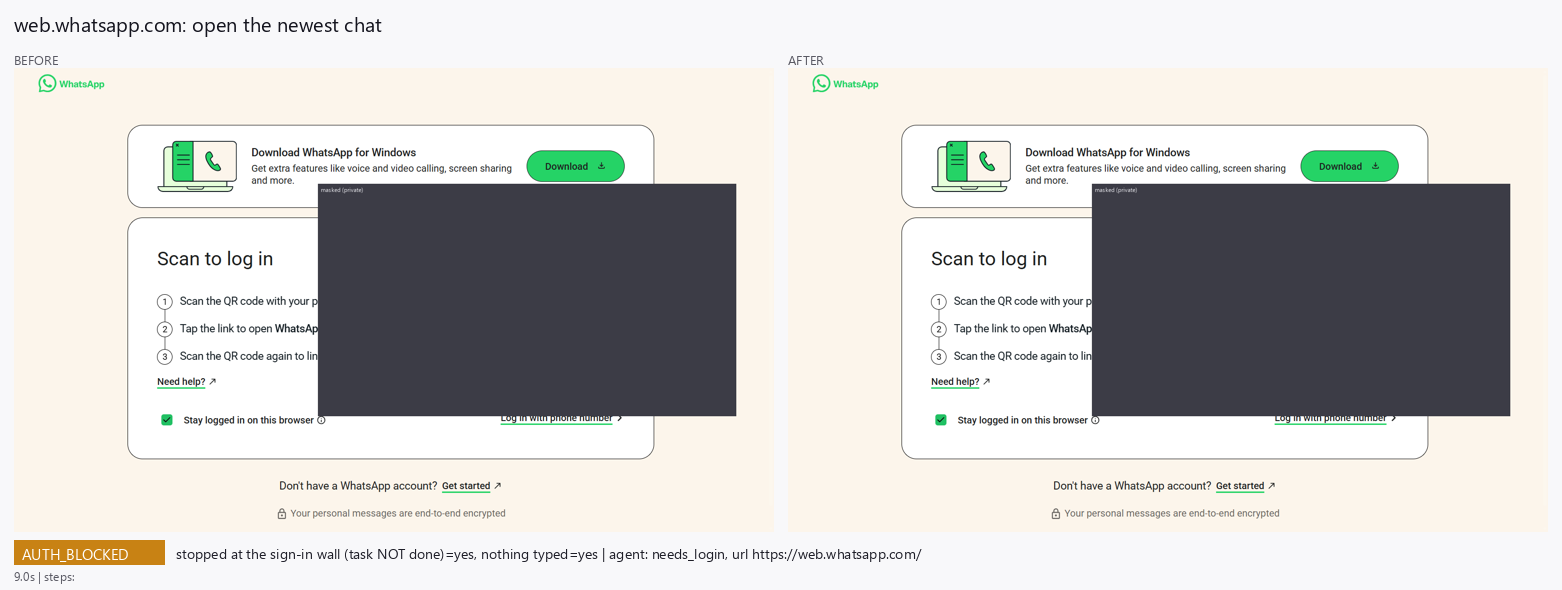 web.whatsapp.com: open the newest chat
BEFORE
WhatsApp
Download WhatsApp for Windows
Get extra features like voice and video calling, screen sharing
and more.
Download
masked (private)
Scan to log in
1 Scan the QR code with your p
2 Tap the link to open WhatsAp
3 Scan the QR code again to lin
Need help?
Stay logged in on this browser
Log in with phone number
Don't have a WhatsApp account? Get started
Your personal messages are end-to-end encrypted
AFTER
WhatsApp
Download WhatsApp for Windows
Get extra features like voice and video calling, screen sharing
and more.
Download
masked (private)
Scan to log in
1 Scan the QR code with your p
2 Tap the link to open WhatsAp
3 Scan the QR code again to lin
Need help?
Stay logged in on this browser
Log in with phone number
Don't have a WhatsApp account? Get started
Your personal messages are end-to-end encrypted
AUTH_BLOCKED stopped at the sign-in wall (task NOT done)=yes, nothing typed=yes | agent: needs_login, url https://web.whatsapp.com/
9.0s | steps: